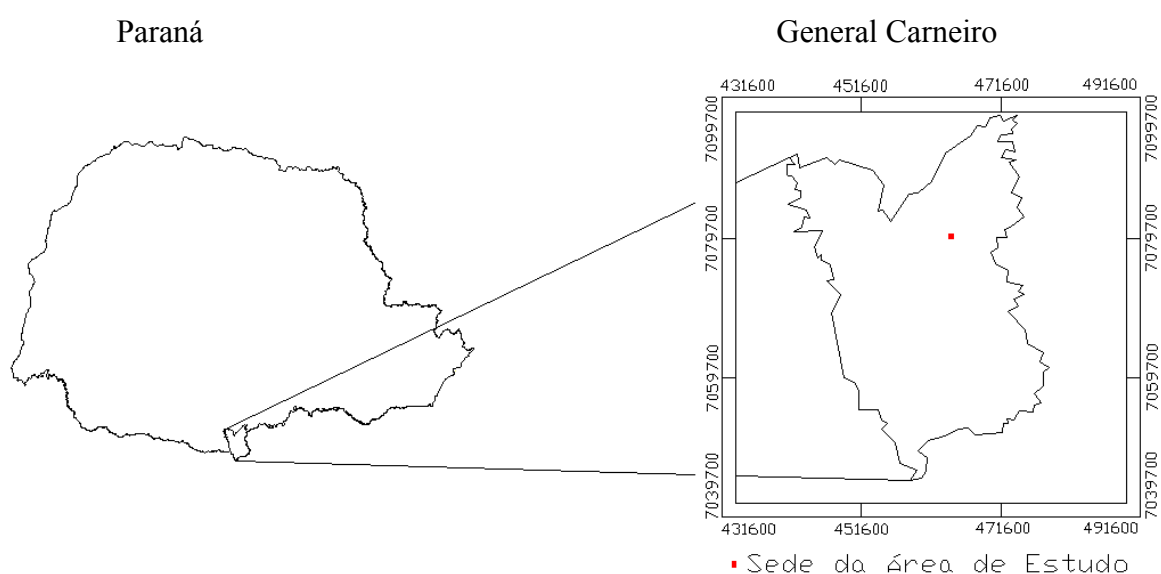 Paraná
General Carneiro
431600 451600 471600 491600
7099700 7099700
7079700 7079700
7059700 7059700
7039700 7039700
431600 451600 471600 491600
Sede da Área de Estudo